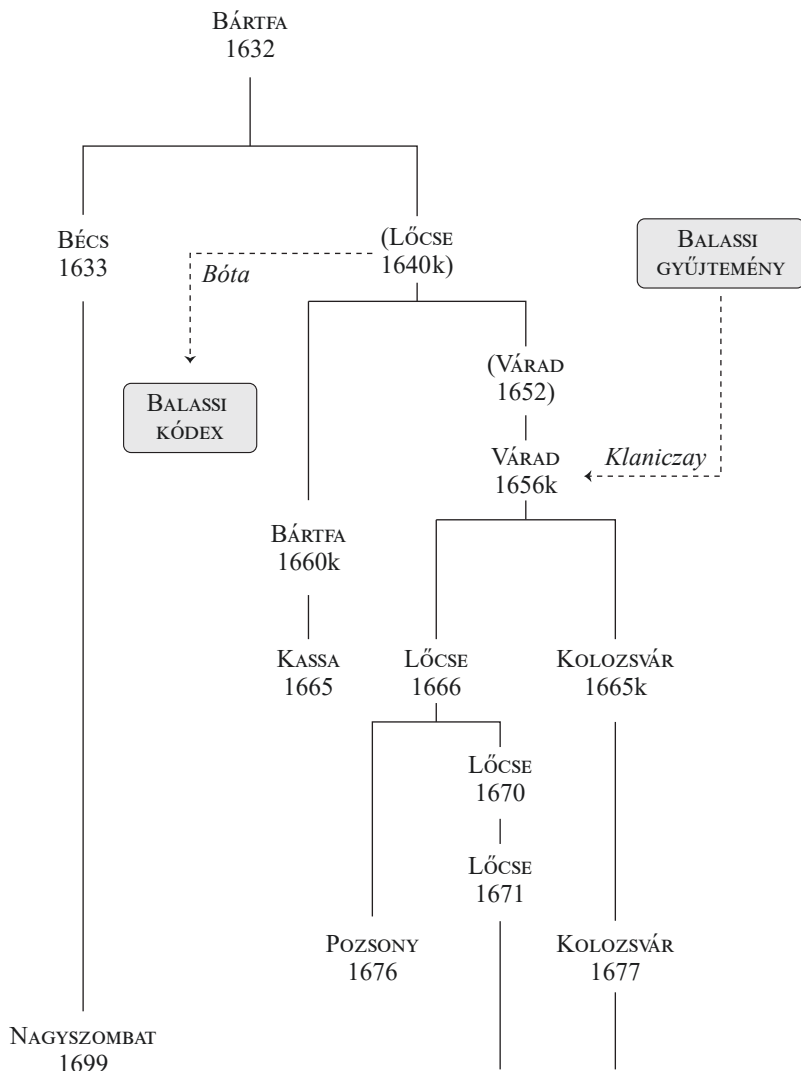 BÁRTFA
1632
BÉCS
1633
(LŐCSE
1640k)
BALASSI
GYŰJTEMÉNY
Bóta
(VÁRAD
1652)
BALASSI
KÓDEX
VÁRAD
1656k
Klaniczay
BÁRTFA
1660k
KASSA
1665
LŐCSE
1666
KOLOZSVÁR
1665k
LŐCSE
1670
LŐCSE
1671
POZSONY
1676
KOLOZSVÁR
1677
NAGYSZOMBAT
1699